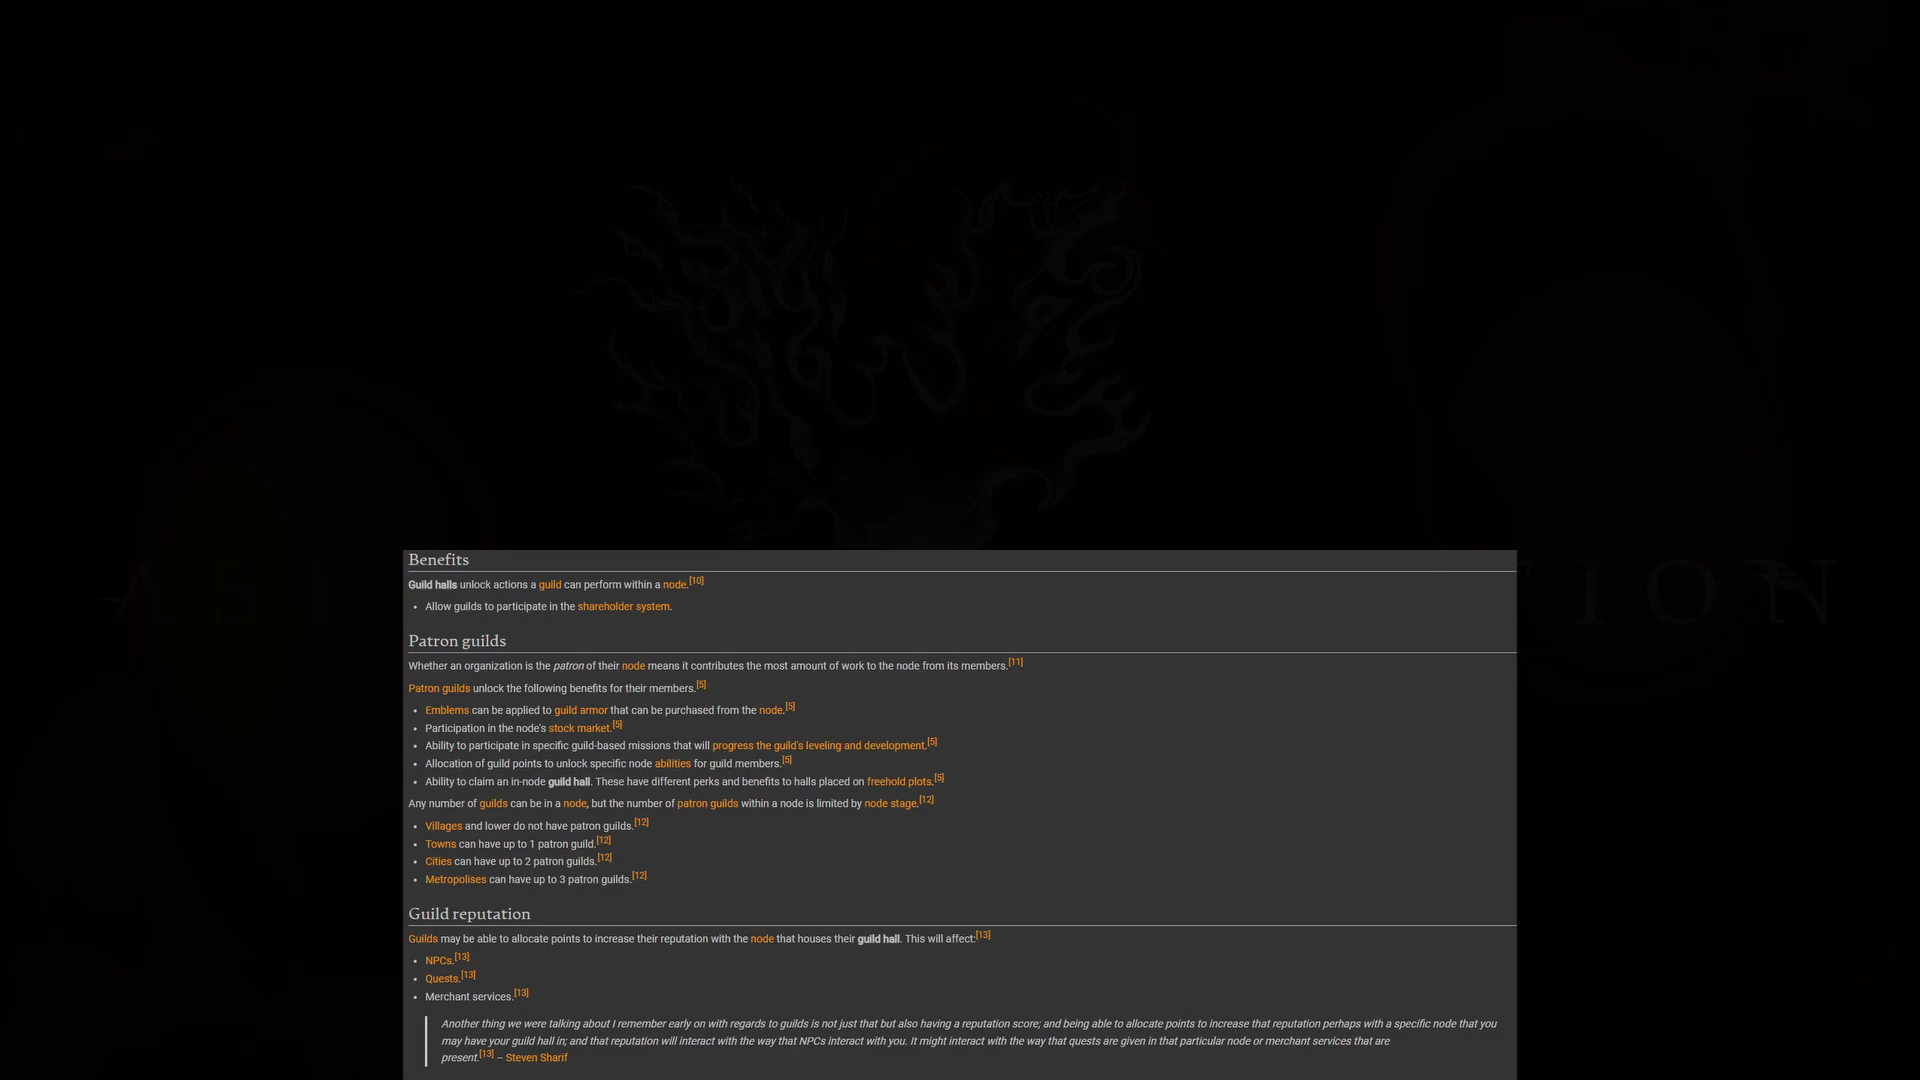 Benefits
Guild halls unlock actions a guild can perform within a node.[10]
• Allow guilds to participate in the shareholder system.
Patron guilds
Whether an organization is the patron of their node means it contributes the most amount of work to the node from its members.[11]
Patron guilds unlock the following benefits for their members.[5]
• Emblems can be applied to guild armor that can be purchased from the node.[5]
• Participation in the node's stock market.[5]
• Ability to participate in specific guild-based missions that will progress the guild's leveling and development.[5]
• Allocation of guild points to unlock specific node abilities for guild members.[5]
• Ability to claim an in-node guild hall. These have different perks and benefits to halls placed on freehold plots.[5]
Any number of guilds can be in a node, but the number of patron guilds within a node is limited by node stage.[12]
• Villages and lower do not have patron guilds.[12]
• Towns can have up to 1 patron guild.[12]
• Cities can have up to 2 patron guilds.[12]
• Metropolises can have up to 3 patron guilds.[12]
Guild reputation
Guilds may be able to allocate points to increase their reputation with the node that houses their guild hall. This will affect:[13]
• NPCs.[13]
• Quests.[13]
• Merchant services.[13]
Another thing we were talking about I remember early on with regards to guilds is not just that but also having a reputation score; and being able to allocate points to increase that reputation perhaps with a specific node that you
may have your guild hall in; and that reputation will interact with the way that NPCs interact with you. It might interact with the way that quests are given in that particular node or merchant services that are
present.[13] – Steven Sharif